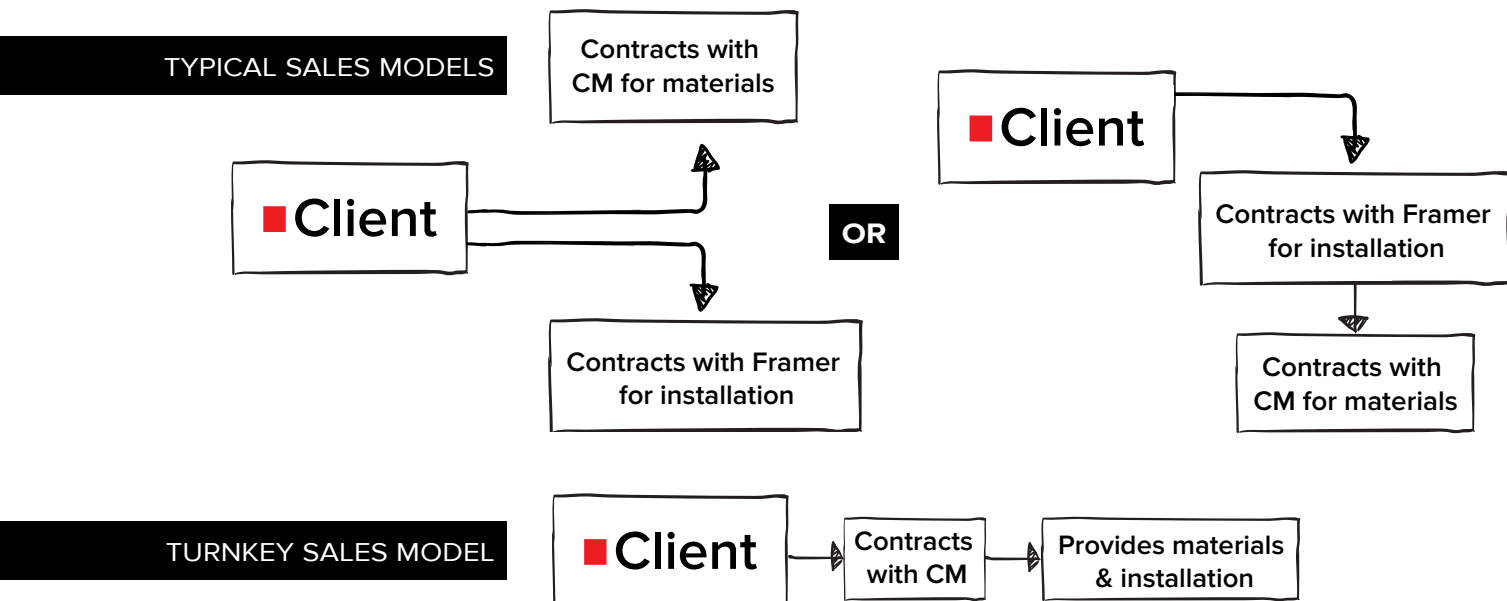 TYPICAL SALES MODELS
Contracts with
CM for materials
Client
Contracts with Framer
for installation
OR
Client
Contracts with Framer
for installation
Contracts with
CM for materials
TURNKEY SALES MODEL
Client
Contracts
with CM
Provides materials
& installation